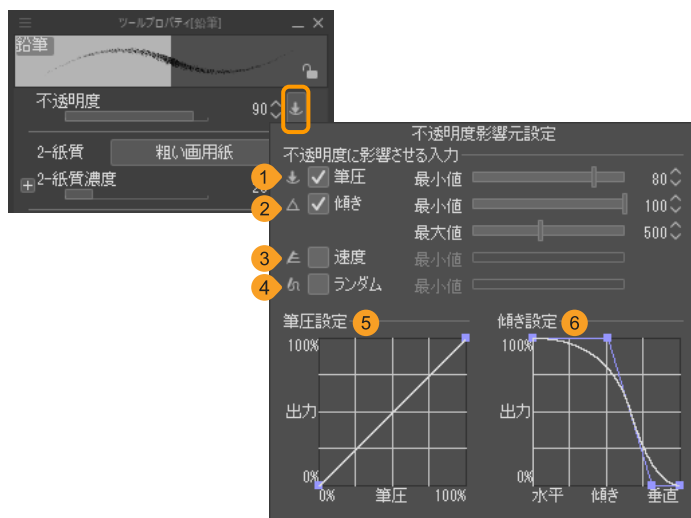 ツールプロパティ[鉛筆]
鉛筆
不透明度 90
2-紙質 粗い画用紙
2-紙質濃度
不透明度影響元設定
不透明度に影響させる入力
1 筆圧 最小値 80
2 傾き 最小値 100
最大値 500
3 速度 最小値
4 ランダム 最小値
筆圧設定 5
100%
出力
0%
0% 筆圧 100%
傾き設定 6
100%
出力
0%
水平 傾き 垂直